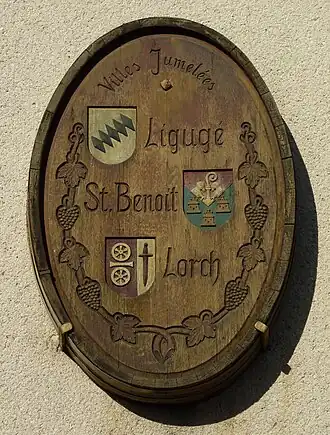 Villes Jumelées
Ligugé
St. Benoit
Lorch